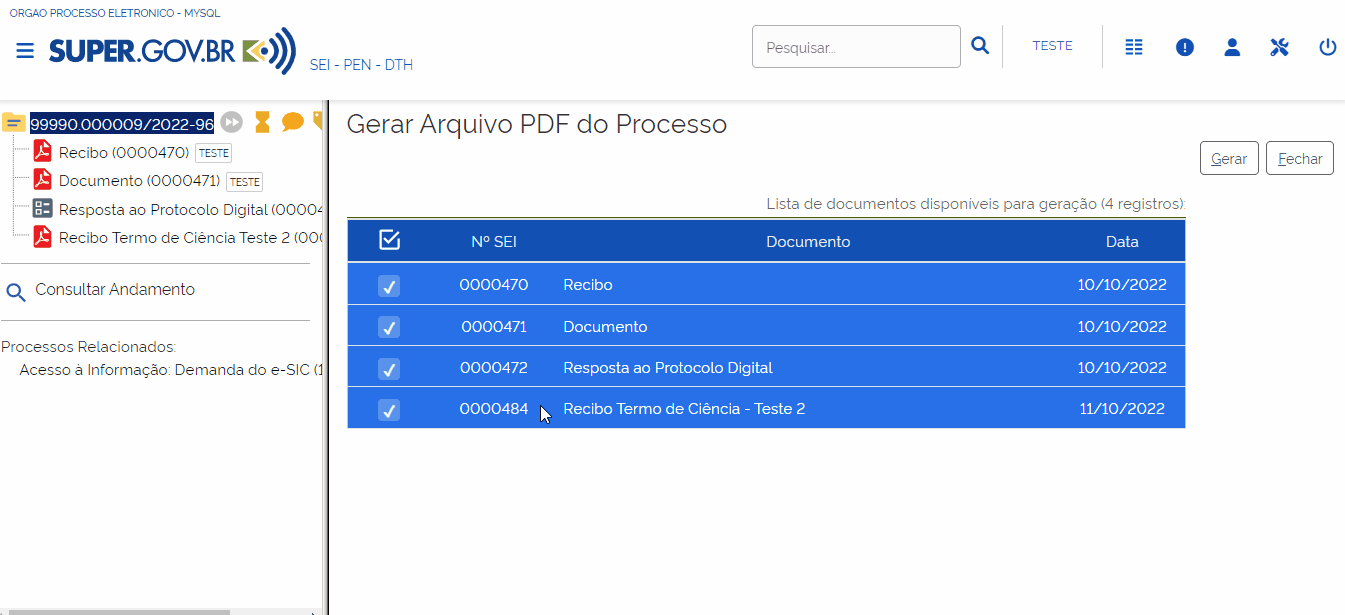 ORGAO PROCESSO ELETRONICO - MYSQL
SUPER.GOV.BR
SEI - PEN - DTH
Pesquisar...
TESTE
99990.000009/2022-96
Recibo (0000470) TESTE
Documento (0000471) TESTE
Resposta ao Protocolo Digital (00004
Recibo Termo de Ciência Teste 2 (000
Consultar Andamento
Processos Relacionados:
Acesso à Informação: Demanda do e-SIC (1
Gerar Arquivo PDF do Processo
Gerar
Fechar
Lista de documentos disponíveis para geração (4 registros):
Nº SEI Documento Data
0000470 Recibo 10/10/2022
0000471 Documento 10/10/2022
0000472 Resposta ao Protocolo Digital 10/10/2022
0000484 Recibo Termo de Ciência - Teste 2 11/10/2022